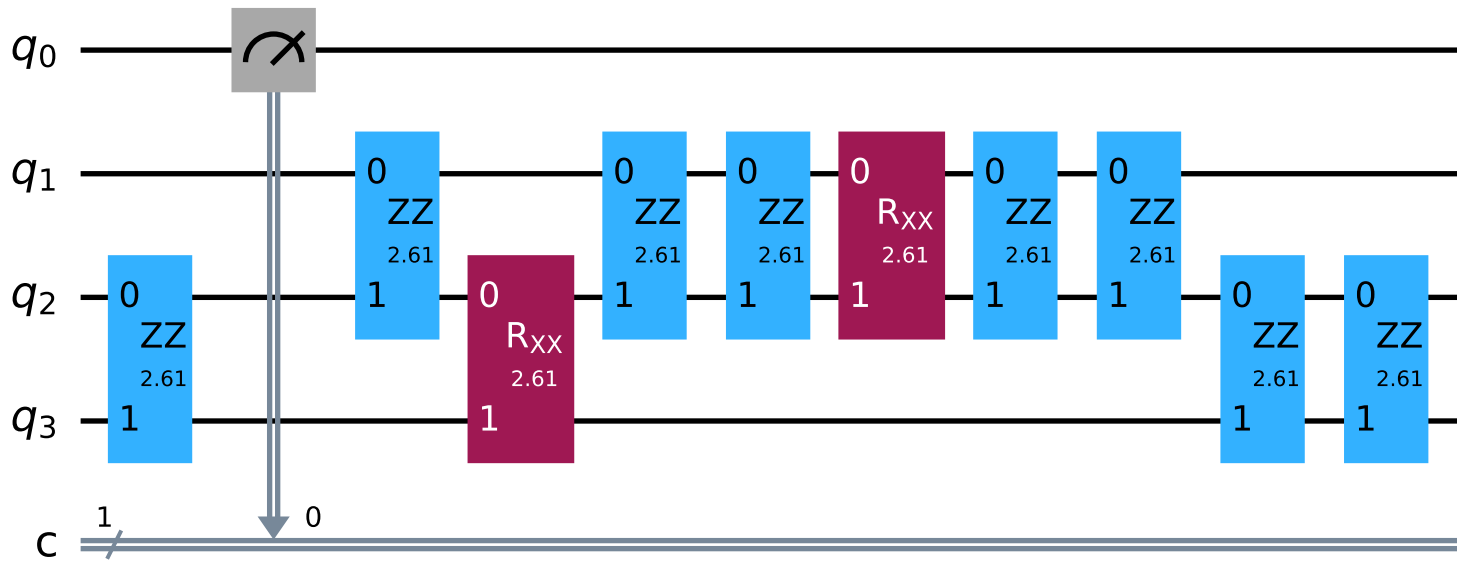 q0
q1 0 0 0 0 0 0
ZZ ZZ ZZ RXX ZZ ZZ
2.61 2.61 2.61 2.61 2.61 2.61
q2 0 1 0 1 1 1 1 1 0 0
ZZ RXX ZZ ZZ
2.61 2.61 2.61 2.61
q3 1 1 1 1
1 0
c